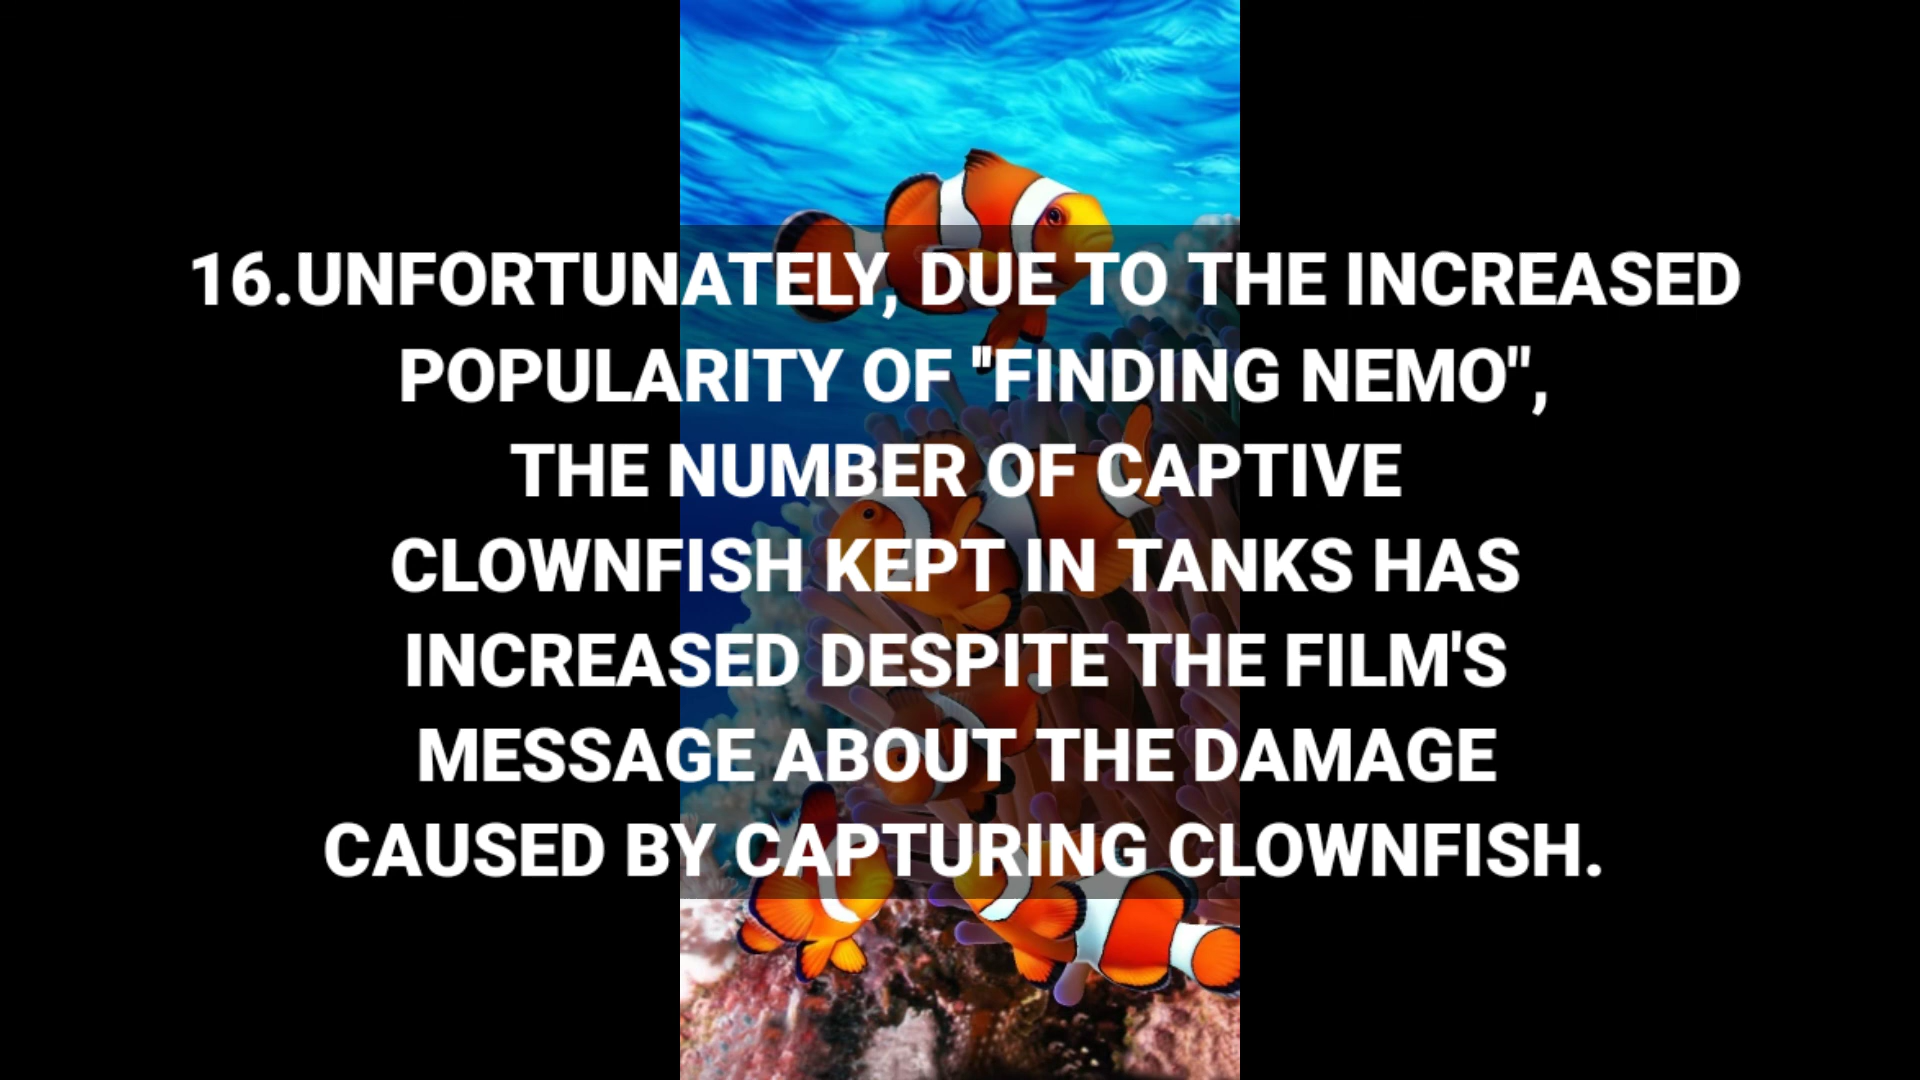 16.UNFORTUNATELY, DUE TO THE INCREASED
POPULARITY OF "FINDING NEMO",
THE NUMBER OF CAPTIVE
CLOWNFISH KEPT IN TANKS HAS
INCREASED DESPITE THE FILM'S
MESSAGE ABOUT THE DAMAGE
CAUSED BY CAPTURING CLOWNFISH.